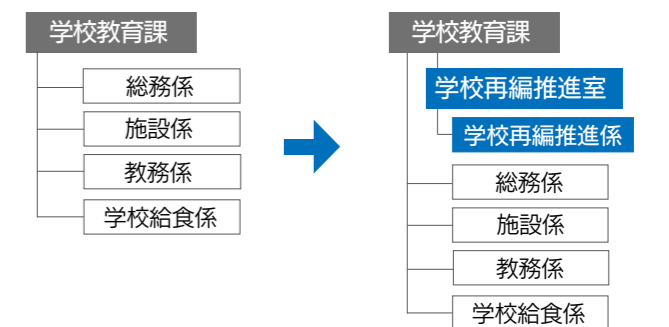 学校教育課
総務係
施設係
教務係
学校給食係
学校教育課
学校再編推進室
学校再編推進係
総務係
施設係
教務係
学校給食係